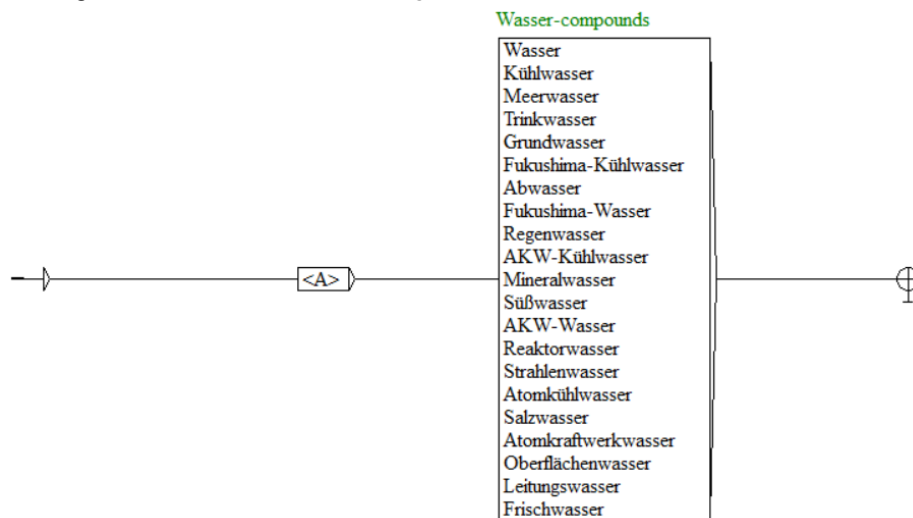 Wasser-compounds
Wasser
Kühlwasser
Meerwasser
Trinkwasser
Grundwasser
Fukushima-Kühlwasser
Abwasser
Fukushima-Wasser
Regenwasser
AKW-Kühlwasser
<A>
Mineralwasser
Süßwasser
AKW-Wasser
Reaktorwasser
Strahlenwasser
Atomkühlwasser
Salzwasser
Atomkraftwerkwasser
Oberflächenwasser
Leitungswasser
Frischwasser